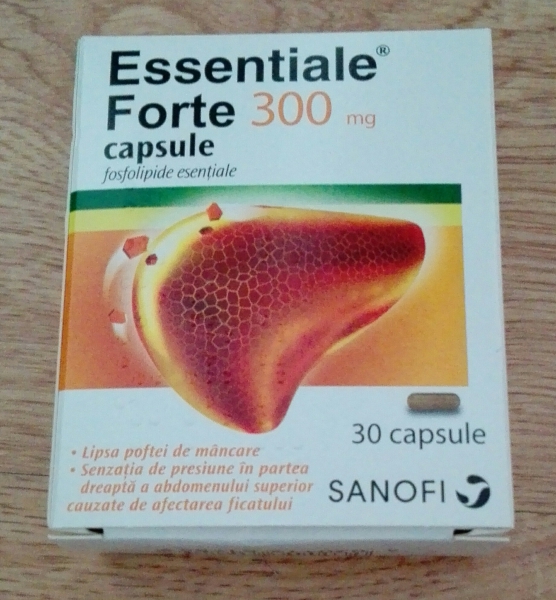 Essentiale®
Forte 300 mg
capsule
fosfolipide esențiale
30 capsule
• Lipsa poftei de mâncare
• Senzația de presiune în partea
dreaptă a abdomenului superior
cauzate de afectarea ficatului
SANOFI